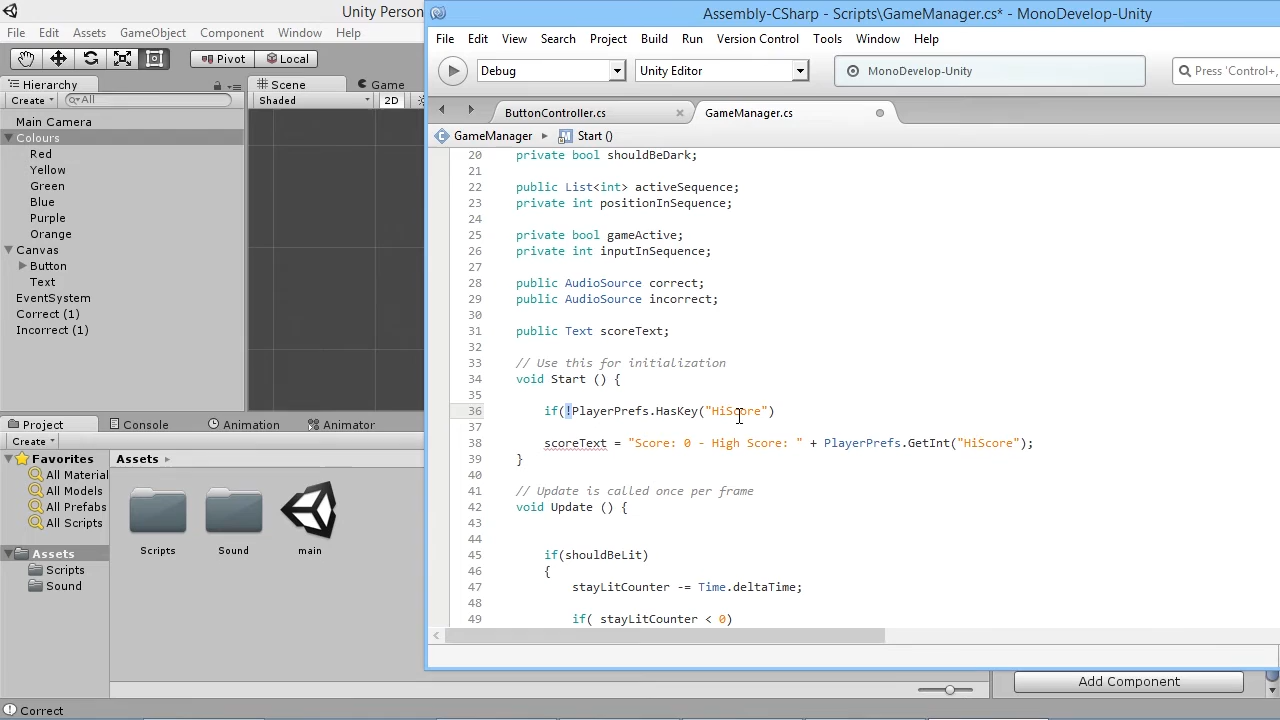 Unity Person
File Edit Assets GameObject Component Window Help
Pivot Local
Hierarchy
Create All
Main Camera
Colours
Red
Yellow
Green
Blue
Purple
Orange
Canvas
Button
Text
EventSystem
Correct (1)
Incorrect (1)
Scene Game
Shaded 2D
Project Console Animation Animator
Create
Favorites
All Material
All Models
All Prefabs
All Scripts
Assets
Scripts
Sound
Assets
Scripts Sound main
Correct
Assembly-CSharp - Scripts\GameManager.cs* - MonoDevelop-Unity
File Edit View Search Project Build Run Version Control Tools Window Help
Debug Unity Editor MonoDevelop-Unity Press 'Control+,
ButtonController.cs GameManager.cs
GameManager Start ()
20 private bool shouldBeDark;
21
22 public List<int> activeSequence;
23 private int positionInSequence;
24
25 private bool gameActive;
26 private int inputInSequence;
27
28 public AudioSource correct;
29 public AudioSource incorrect;
30
31 public Text scoreText;
32
33 // Use this for initialization
34 void Start () {
35
36 if(!PlayerPrefs.HasKey("HiScore")
37
38 scoreText = "Score: 0 - High Score: " + PlayerPrefs.GetInt("HiScore");
39 }
40
41 // Update is called once per frame
42 void Update () {
43
44
45 if(shouldBeLit)
46 {
47 stayLitCounter -= Time.deltaTime;
48
49 if( stayLitCounter < 0)
Add Component